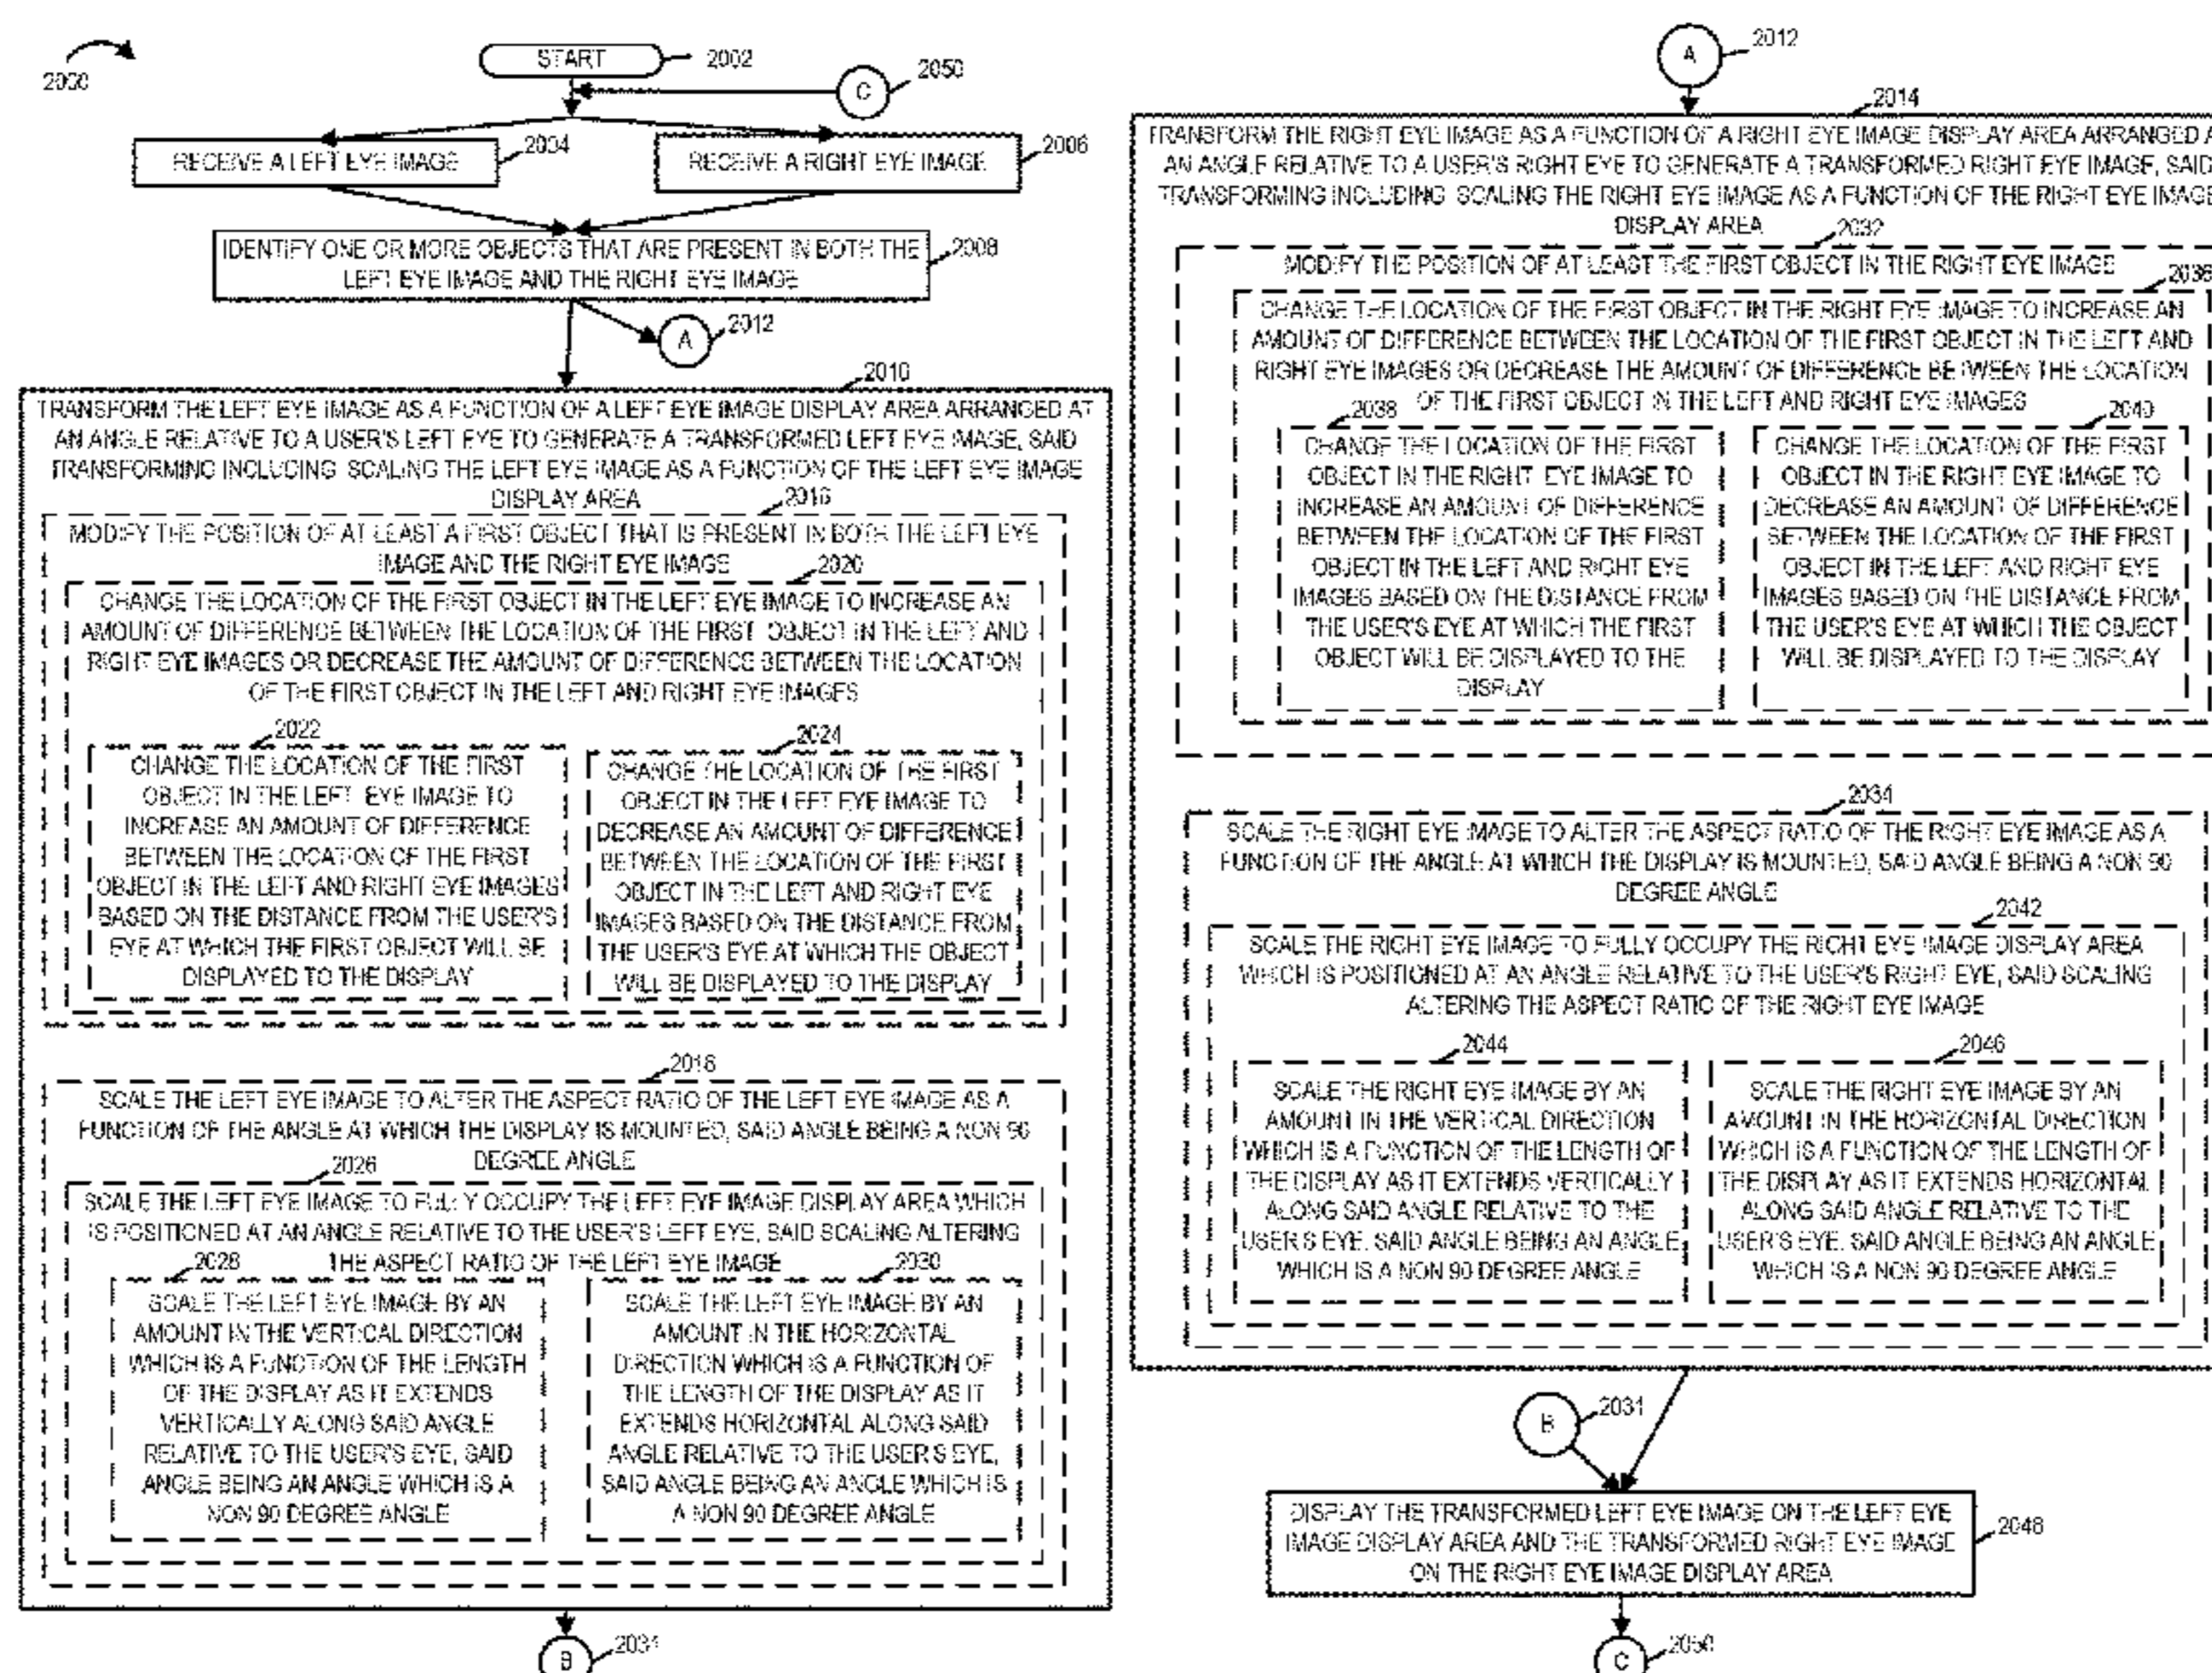 2000
START
2002
C
2050
RECEIVE A LEFT EYE IMAGE
2004
RECEIVE A RIGHT EYE IMAGE
2006
IDENTIFY ONE OR MORE OBJECTS THAT ARE PRESENT IN BOTH THE
LEFT EYE IMAGE AND THE RIGHT EYE IMAGE
2008
A
2012
2010
TRANSFORM THE LEFT EYE IMAGE AS A FUNCTION OF A LEFT EYE IMAGE DISPLAY AREA ARRANGED AT
AN ANGLE RELATIVE TO A USER'S LEFT EYE TO GENERATE A TRANSFORMED LEFT EYE IMAGE, SAID
TRANSFORMING INCLUDING SCALING THE LEFT EYE IMAGE AS A FUNCTION OF THE LEFT EYE IMAGE
DISPLAY AREA
2016
MODIFY THE POSITION OF AT LEAST A FIRST OBJECT THAT IS PRESENT IN BOTH THE LEFT EYE
IMAGE AND THE RIGHT EYE IMAGE
2020
CHANGE THE LOCATION OF THE FIRST OBJECT IN THE LEFT EYE IMAGE TO INCREASE AN
AMOUNT OF DIFFERENCE BETWEEN THE LOCATION OF THE FIRST OBJECT IN THE LEFT AND
RIGHT EYE IMAGES OR DECREASE THE AMOUNT OF DIFFERENCE BETWEEN THE LOCATION
OF THE FIRST OBJECT IN THE LEFT AND RIGHT EYE IMAGES
2022
CHANGE THE LOCATION OF THE FIRST
OBJECT IN THE LEFT EYE IMAGE TO
INCREASE AN AMOUNT OF DIFFERENCE
BETWEEN THE LOCATION OF THE FIRST
OBJECT IN THE LEFT AND RIGHT EYE IMAGES
BASED ON THE DISTANCE FROM THE USER'S
EYE AT WHICH THE FIRST OBJECT WILL BE
DISPLAYED TO THE DISPLAY
2024
CHANGE THE LOCATION OF THE FIRST
OBJECT IN THE LEFT EYE IMAGE TO
DECREASE AN AMOUNT OF DIFFERENCE
BETWEEN THE LOCATION OF THE FIRST
OBJECT IN THE LEFT AND RIGHT EYE
IMAGES BASED ON THE DISTANCE FROM
THE USER'S EYE AT WHICH THE OBJECT
WILL BE DISPLAYED TO THE DISPLAY
2018
SCALE THE LEFT EYE IMAGE TO ALTER THE ASPECT RATIO OF THE LEFT EYE IMAGE AS A
FUNCTION OF THE ANGLE AT WHICH THE DISPLAY IS MOUNTED, SAID ANGLE BEING A NON 90
DEGREE ANGLE
2026
SCALE THE LEFT EYE IMAGE TO FULLY OCCUPY THE LEFT EYE IMAGE DISPLAY AREA WHICH
IS POSITIONED AT AN ANGLE RELATIVE TO THE USER'S LEFT EYE, SAID SCALING ALTERING
THE ASPECT RATIO OF THE LEFT EYE IMAGE
2028
SCALE THE LEFT EYE IMAGE BY AN
AMOUNT IN THE VERTICAL DIRECTION
WHICH IS A FUNCTION OF THE LENGTH
OF THE DISPLAY AS IT EXTENDS
VERTICALLY ALONG SAID ANGLE
RELATIVE TO THE USER'S EYE, SAID
ANGLE BEING AN ANGLE WHICH IS A
NON 90 DEGREE ANGLE
2030
SCALE THE LEFT EYE IMAGE BY AN
AMOUNT IN THE HORIZONTAL
DIRECTION WHICH IS A FUNCTION OF
THE LENGTH OF THE DISPLAY AS IT
EXTENDS HORIZONTAL ALONG SAID
ANGLE RELATIVE TO THE USER'S EYE,
SAID ANGLE BEING AN ANGLE WHICH IS
A NON 90 DEGREE ANGLE
B
2031
A
2012
2014
TRANSFORM THE RIGHT EYE IMAGE AS A FUNCTION OF A RIGHT EYE IMAGE DISPLAY AREA ARRANGED A
AN ANGLE RELATIVE TO A USER'S RIGHT EYE TO GENERATE A TRANSFORMED RIGHT EYE IMAGE, SAID
TRANSFORMING INCLUDING SCALING THE RIGHT EYE IMAGE AS A FUNCTION OF THE RIGHT EYE IMAGE
DISPLAY AREA
2032
MODIFY THE POSITION OF AT LEAST THE FIRST OBJECT IN THE RIGHT EYE IMAGE
2036
CHANGE THE LOCATION OF THE FIRST OBJECT IN THE RIGHT EYE IMAGE TO INCREASE AN
AMOUNT OF DIFFERENCE BETWEEN THE LOCATION OF THE FIRST OBJECT IN THE LEFT AND
RIGHT EYE IMAGES OR DECREASE THE AMOUNT OF DIFFERENCE BETWEEN THE LOCATION
OF THE FIRST OBJECT IN THE LEFT AND RIGHT EYE IMAGES
2038
CHANGE THE LOCATION OF THE FIRST
OBJECT IN THE RIGHT EYE IMAGE TO
INCREASE AN AMOUNT OF DIFFERENCE
BETWEEN THE LOCATION OF THE FIRST
OBJECT IN THE LEFT AND RIGHT EYE
IMAGES BASED ON THE DISTANCE FROM
THE USER'S EYE AT WHICH THE FIRST
OBJECT WILL BE DISPLAYED TO THE
DISPLAY
2040
CHANGE THE LOCATION OF THE FIRST
OBJECT IN THE RIGHT EYE IMAGE TO
DECREASE AN AMOUNT OF DIFFERENCE
BETWEEN THE LOCATION OF THE FIRST
OBJECT IN THE LEFT AND RIGHT EYE
IMAGES BASED ON THE DISTANCE FROM
THE USER'S EYE AT WHICH THE OBJECT
WILL BE DISPLAYED TO THE DISPLAY
2034
SCALE THE RIGHT EYE IMAGE TO ALTER THE ASPECT RATIO OF THE RIGHT EYE IMAGE AS A
FUNCTION OF THE ANGLE AT WHICH THE DISPLAY IS MOUNTED, SAID ANGLE BEING A NON 90
DEGREE ANGLE
2042
SCALE THE RIGHT EYE IMAGE TO FULLY OCCUPY THE RIGHT EYE IMAGE DISPLAY AREA
WHICH IS POSITIONED AT AN ANGLE RELATIVE TO THE USER'S RIGHT EYE, SAID SCALING
ALTERING THE ASPECT RATIO OF THE RIGHT EYE IMAGE
2044
SCALE THE RIGHT EYE IMAGE BY AN
AMOUNT IN THE VERTICAL DIRECTION
WHICH IS A FUNCTION OF THE LENGTH OF
THE DISPLAY AS IT EXTENDS VERTICALLY
ALONG SAID ANGLE RELATIVE TO THE
USER'S EYE, SAID ANGLE BEING AN ANGLE
WHICH IS A NON 90 DEGREE ANGLE
2046
SCALE THE RIGHT EYE IMAGE BY AN
AMOUNT IN THE HORIZONTAL DIRECTION
WHICH IS A FUNCTION OF THE LENGTH OF
THE DISPLAY AS IT EXTENDS HORIZONTAL
ALONG SAID ANGLE RELATIVE TO THE
USER'S EYE, SAID ANGLE BEING AN ANGLE
WHICH IS A NON 90 DEGREE ANGLE
B
2031
DISPLAY THE TRANSFORMED LEFT EYE IMAGE ON THE LEFT EYE
IMAGE DISPLAY AREA AND THE TRANSFORMED RIGHT EYE IMAGE
ON THE RIGHT EYE IMAGE DISPLAY AREA
2048
C
2050